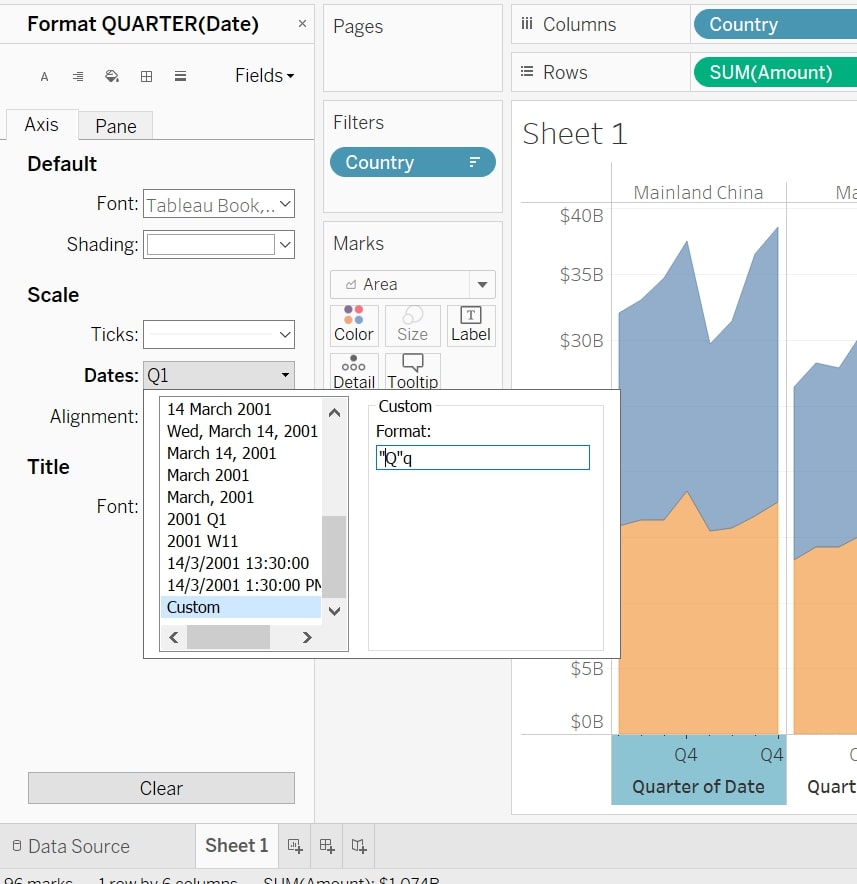 Format QUARTER(Date) ×
A Fields
Axis Pane
Default
Font: Tableau Book,..
Shading:
Scale
Ticks:
Dates: Q1
Alignment:
Title
Font:
Clear
14 March 2001
Wed, March 14, 2001
March 14, 2001
March 2001
March, 2001
2001 Q1
2001 W11
14/3/2001 13:30:00
14/3/2001 1:30:00 PM
Custom
Custom
Format:
"Q"q
Pages
Filters
Country
Marks
Area
Color Size Label
Detail Tooltip
Columns Country
Rows SUM(Amount)
Sheet 1
Mainland China Ma
$40B
$35B
$30B
$5B
$0B
Q4 Q4
Quarter of Date Quart
Data Source Sheet 1
96 marks 1 row by 6 columns SUM(Amount): $1,074B